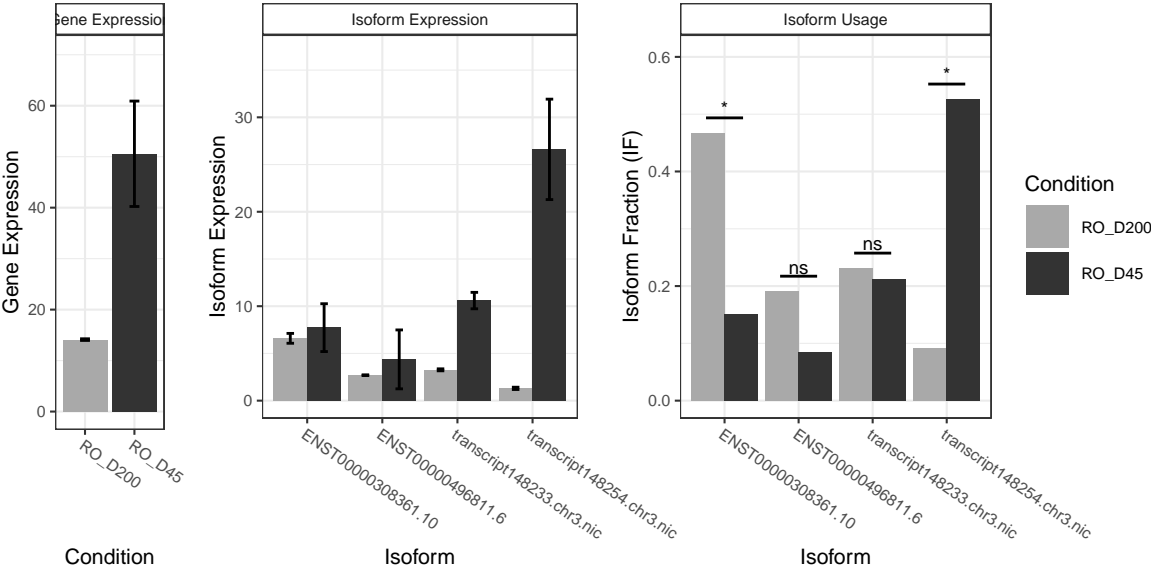 Gene Expression
Gene Expression
60
40
20
0
RO_D200
RO_D45
Condition
Isoform Expression
Isoform Expression
30
20
10
0
ENST00000308361.10
ENST00000496811.6
transcript148233.chr3.nic
transcript148254.chr3.nic
Isoform
Isoform Usage
Isoform Fraction (IF)
0.6
0.4
0.2
0.0
*
ns
ns
*
ENST00000308361.10
ENST00000496811.6
transcript148233.chr3.nic
transcript148254.chr3.nic
Isoform
Condition
RO_D200
RO_D45